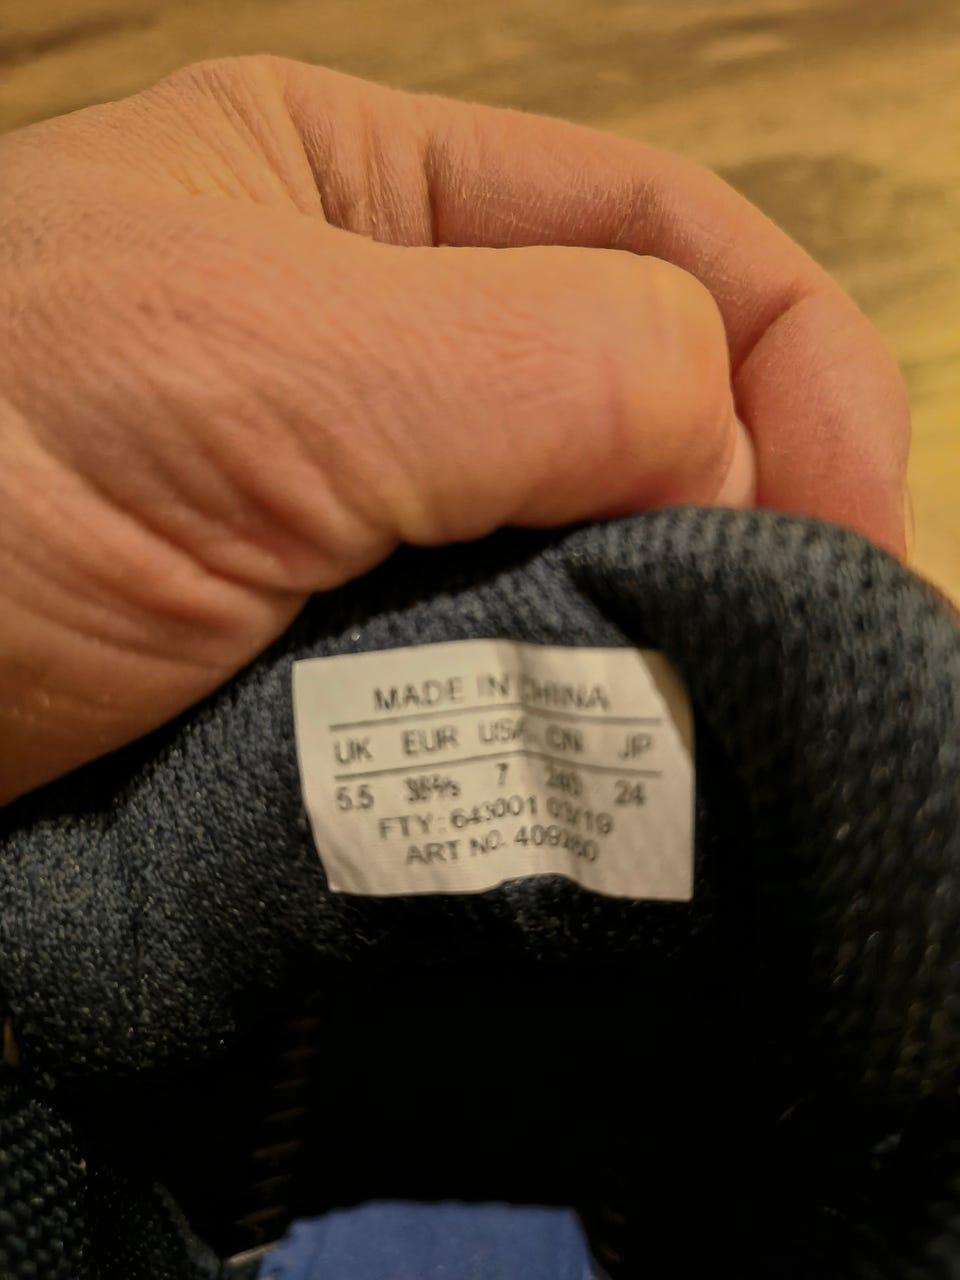 MADE IN CHINA
UK EUR USA CN JP
5.5 38⅔ 7 240 24
FTY: 643001 03/19
ART NO.